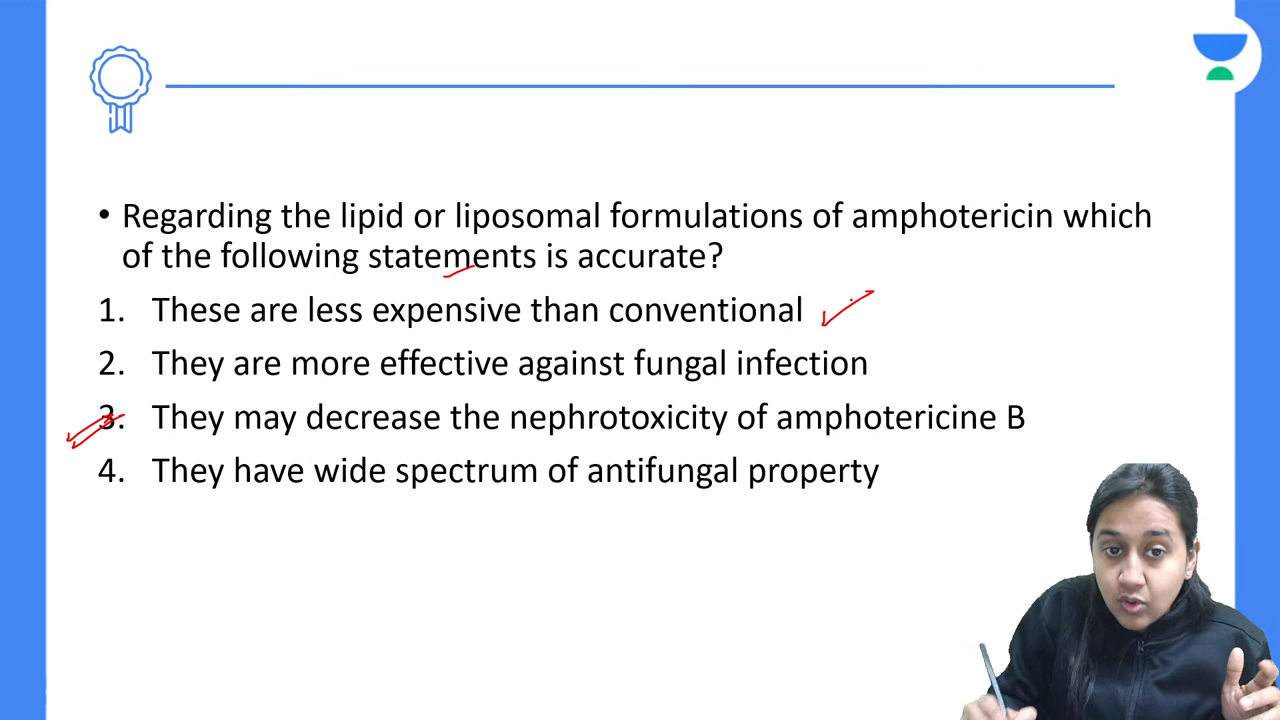 • Regarding the lipid or liposomal formulations of amphotericin which
of the following statements is accurate?
1. These are less expensive than conventional
2. They are more effective against fungal infection
3. They may decrease the nephrotoxicity of amphotericine B
4. They have wide spectrum of antifungal property